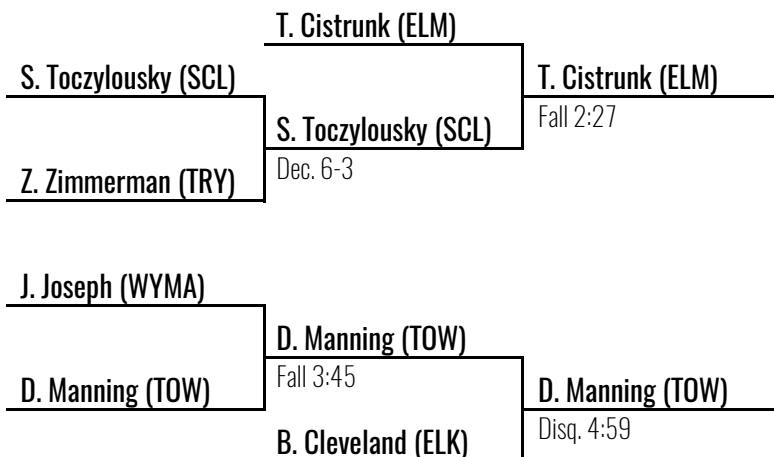 T. Cistrunk (ELM)
S. Toczylousky (SCL)
T. Cistrunk (ELM)
Fall 2:27
S. Toczylousky (SCL)
Dec. 6-3
Z. Zimmerman (TRY)
J. Joseph (WYMA)
D. Manning (TOW)
Fall 3:45
D. Manning (TOW)
D. Manning (TOW)
Disq. 4:59
B. Cleveland (ELK)